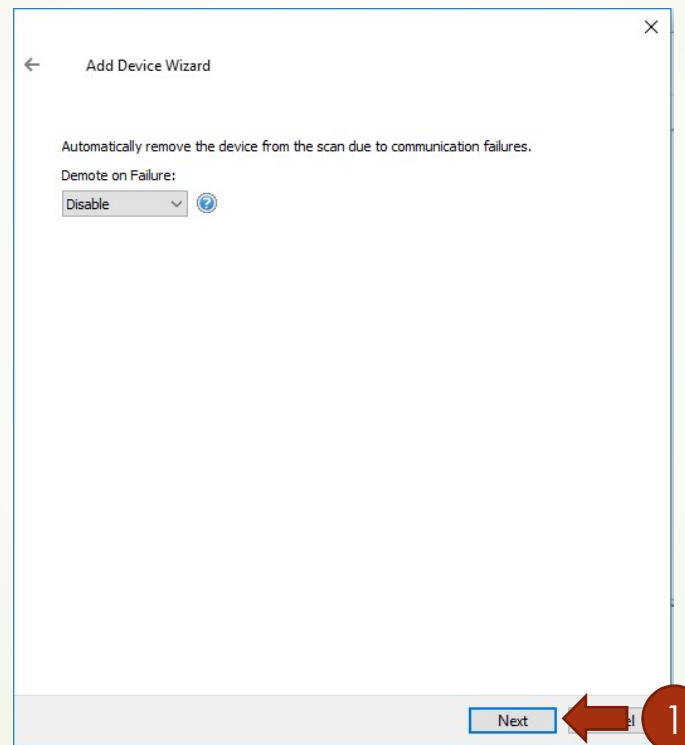 Add Device Wizard
Automatically remove the device from the scan due to communication failures.
Demote on Failure:
Disable
Next
1